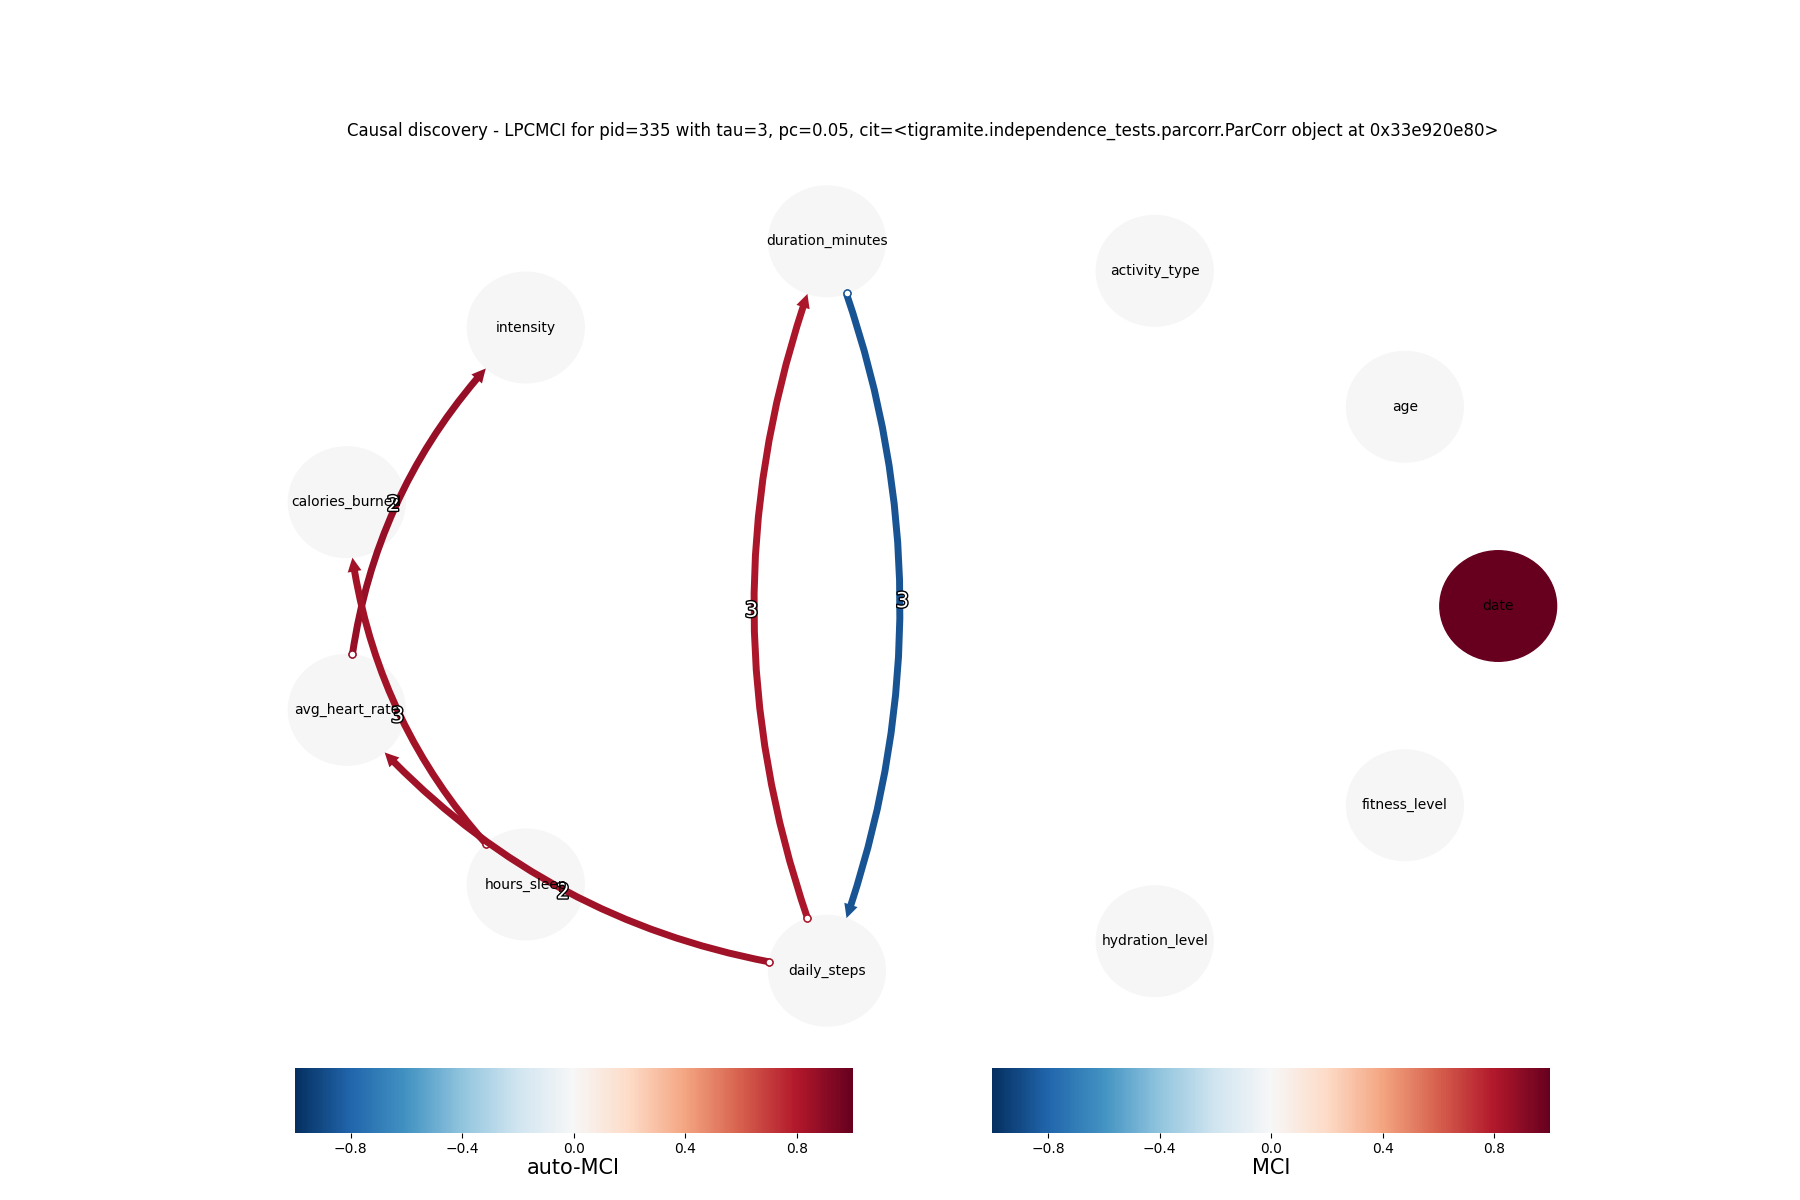 Causal discovery - LPCMCI for pid=335 with tau=3, pc=0.05, cit=<tigramite.independence_tests.parcorr.ParCorr object at 0x33e920e80>
duration_minutes
activity_type
intensity
age
calories_burned
2
date
3
3
avg_heart_rate
3
fitness_level
hours_sleep
2
hydration_level
daily_steps
−0.8 −0.4 0.0 0.4 0.8
auto-MCI
−0.8 −0.4 0.0 0.4 0.8
MCI